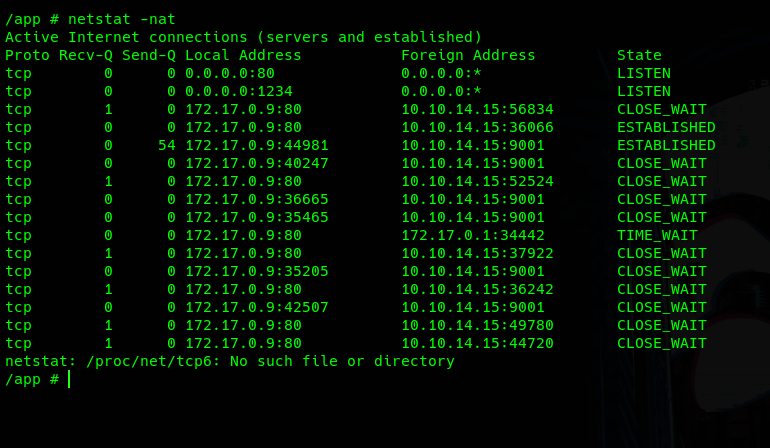 /app # netstat -nat
Active Internet connections (servers and established)
Proto Recv-Q Send-Q Local Address           Foreign Address         State
tcp        0      0 0.0.0.0:80              0.0.0.0:*               LISTEN
tcp        0      0 0.0.0.0:1234            0.0.0.0:*               LISTEN
tcp        1      0 172.17.0.9:80           10.10.14.15:56834       CLOSE_WAIT
tcp        0      0 172.17.0.9:80           10.10.14.15:36066       ESTABLISHED
tcp        0     54 172.17.0.9:44981        10.10.14.15:9001        ESTABLISHED
tcp        0      0 172.17.0.9:40247        10.10.14.15:9001        CLOSE_WAIT
tcp        1      0 172.17.0.9:80           10.10.14.15:52524       CLOSE_WAIT
tcp        0      0 172.17.0.9:36665        10.10.14.15:9001        CLOSE_WAIT
tcp        0      0 172.17.0.9:35465        10.10.14.15:9001        CLOSE_WAIT
tcp        0      0 172.17.0.9:80           172.17.0.1:34442        TIME_WAIT
tcp        1      0 172.17.0.9:80           10.10.14.15:37922       CLOSE_WAIT
tcp        0      0 172.17.0.9:35205        10.10.14.15:9001        CLOSE_WAIT
tcp        1      0 172.17.0.9:80           10.10.14.15:36242       CLOSE_WAIT
tcp        0      0 172.17.0.9:42507        10.10.14.15:9001        CLOSE_WAIT
tcp        1      0 172.17.0.9:80           10.10.14.15:49780       CLOSE_WAIT
tcp        1      0 172.17.0.9:80           10.10.14.15:44720       CLOSE_WAIT
netstat: /proc/net/tcp6: No such file or directory
/app #